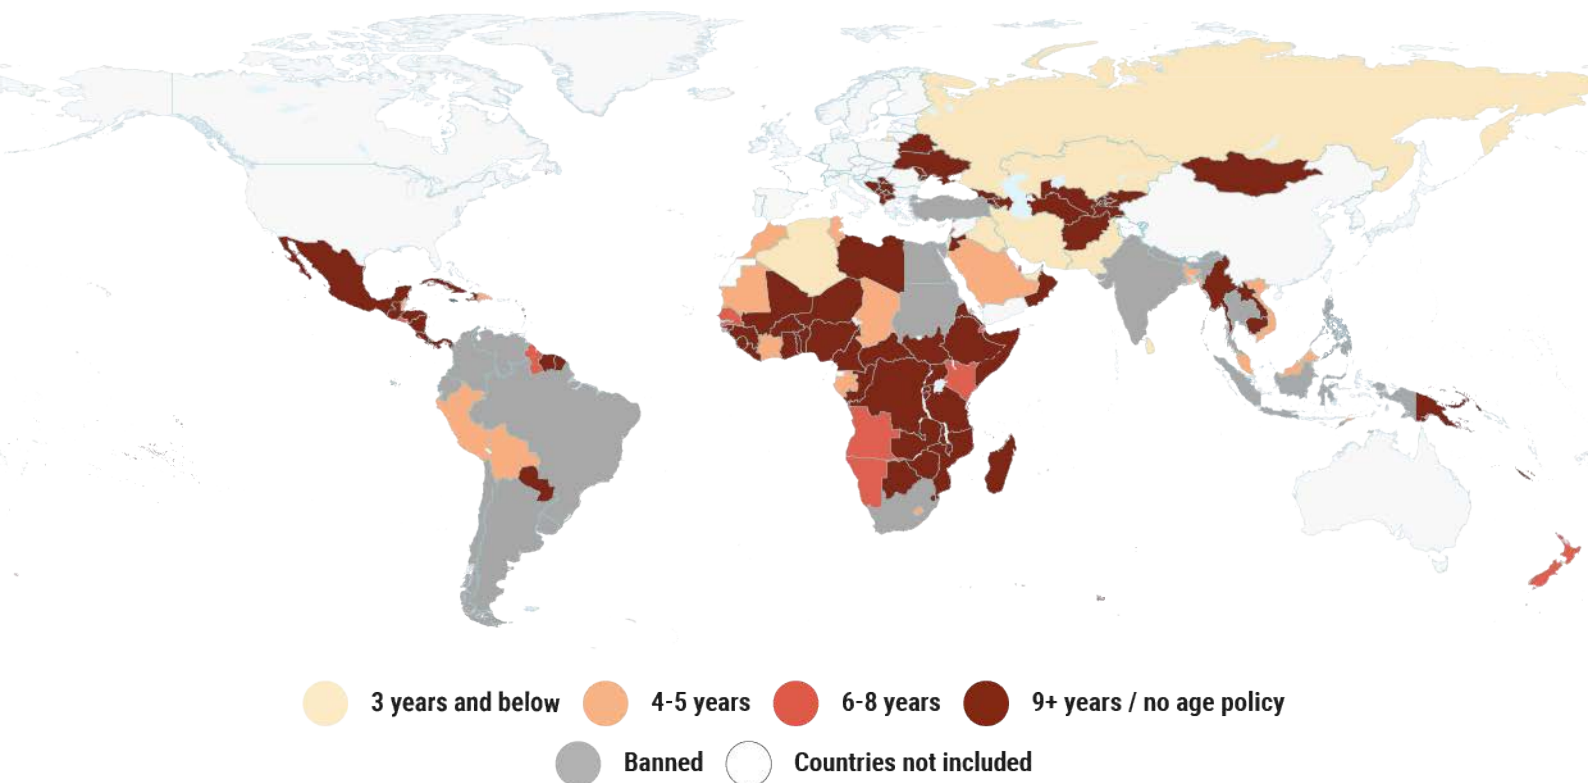 3 years and below 4-5 years 6-8 years 9+ years / no age policy
Banned Countries not included